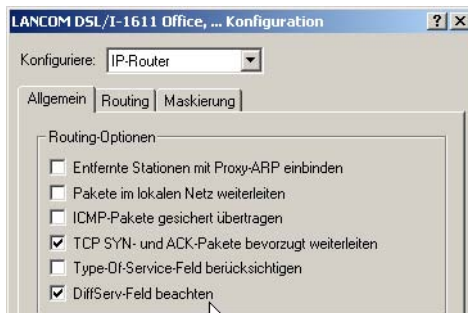 LANCOM DSL/I-1611 Office, ... Konfiguration
Konfiguriere: IP-Router
Allgemein Routing Maskierung
Routing-Optionen
Entfernte Stationen mit Proxy-ARP einbinden
Pakete im lokalen Netz weiterleiten
ICMP-Pakete gesichert übertragen
TCP SYN- und ACK-Pakete bevorzugt weiterleiten
Type-Of-Service-Feld berücksichtigen
DiffServ-Feld beachten